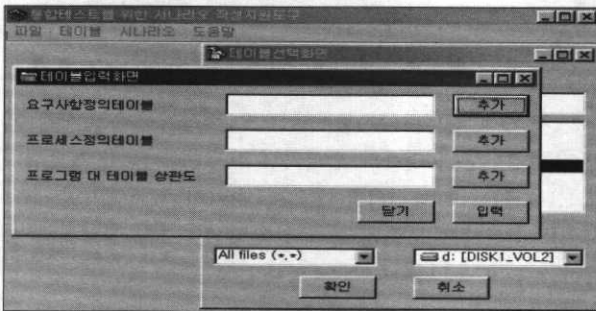 통합테스트를 위한 시나리오 작성지원도구
파일 테이블 시나리오 도움말
테이블선택화면
테이블입력화면
요구사항정의테이블 추가
프로세스정의테이블 추가
프로그램 대 테이블 상관도 추가
닫기 입력
All files (*.*) d: [DISK1_VOL2]
확인 취소